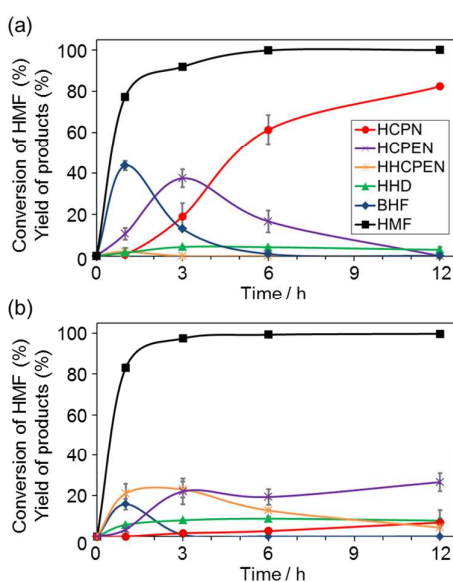 (a)
Conversion of HMF (%)
Yield of products (%)
100
80
60
40
20
0
HCPN
HCPEN
HHCPEN
HHD
BHF
HMF
0 3 6 9 12
Time / h
(b)
Conversion of HMF (%)
Yield of products (%)
100
80
60
40
20
0
0 3 6 9 12
Time / h